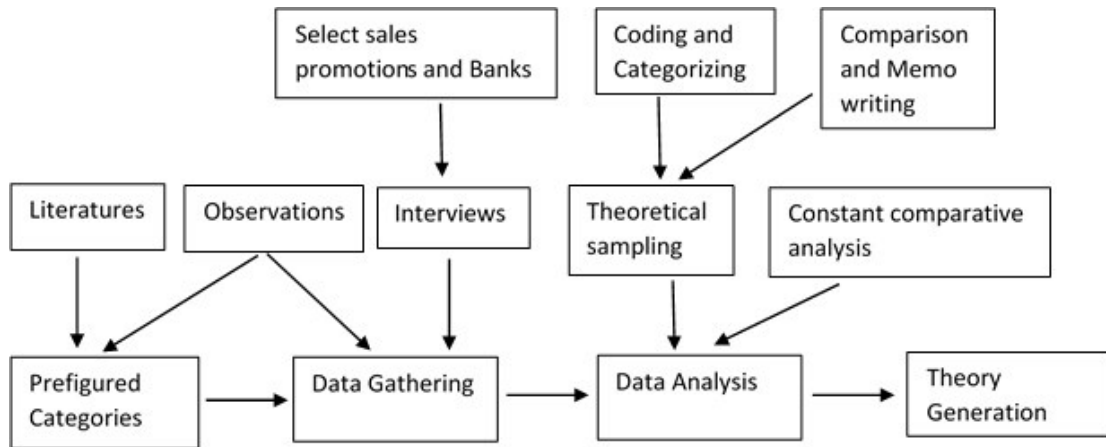 Select sales
promotions and Banks
Coding and
Categorizing
Comparison
and Memo
writing
Literatures
Observations
Interviews
Theoretical
sampling
Constant comparative
analysis
Prefigured
Categories
Data Gathering
Data Analysis
Theory
Generation